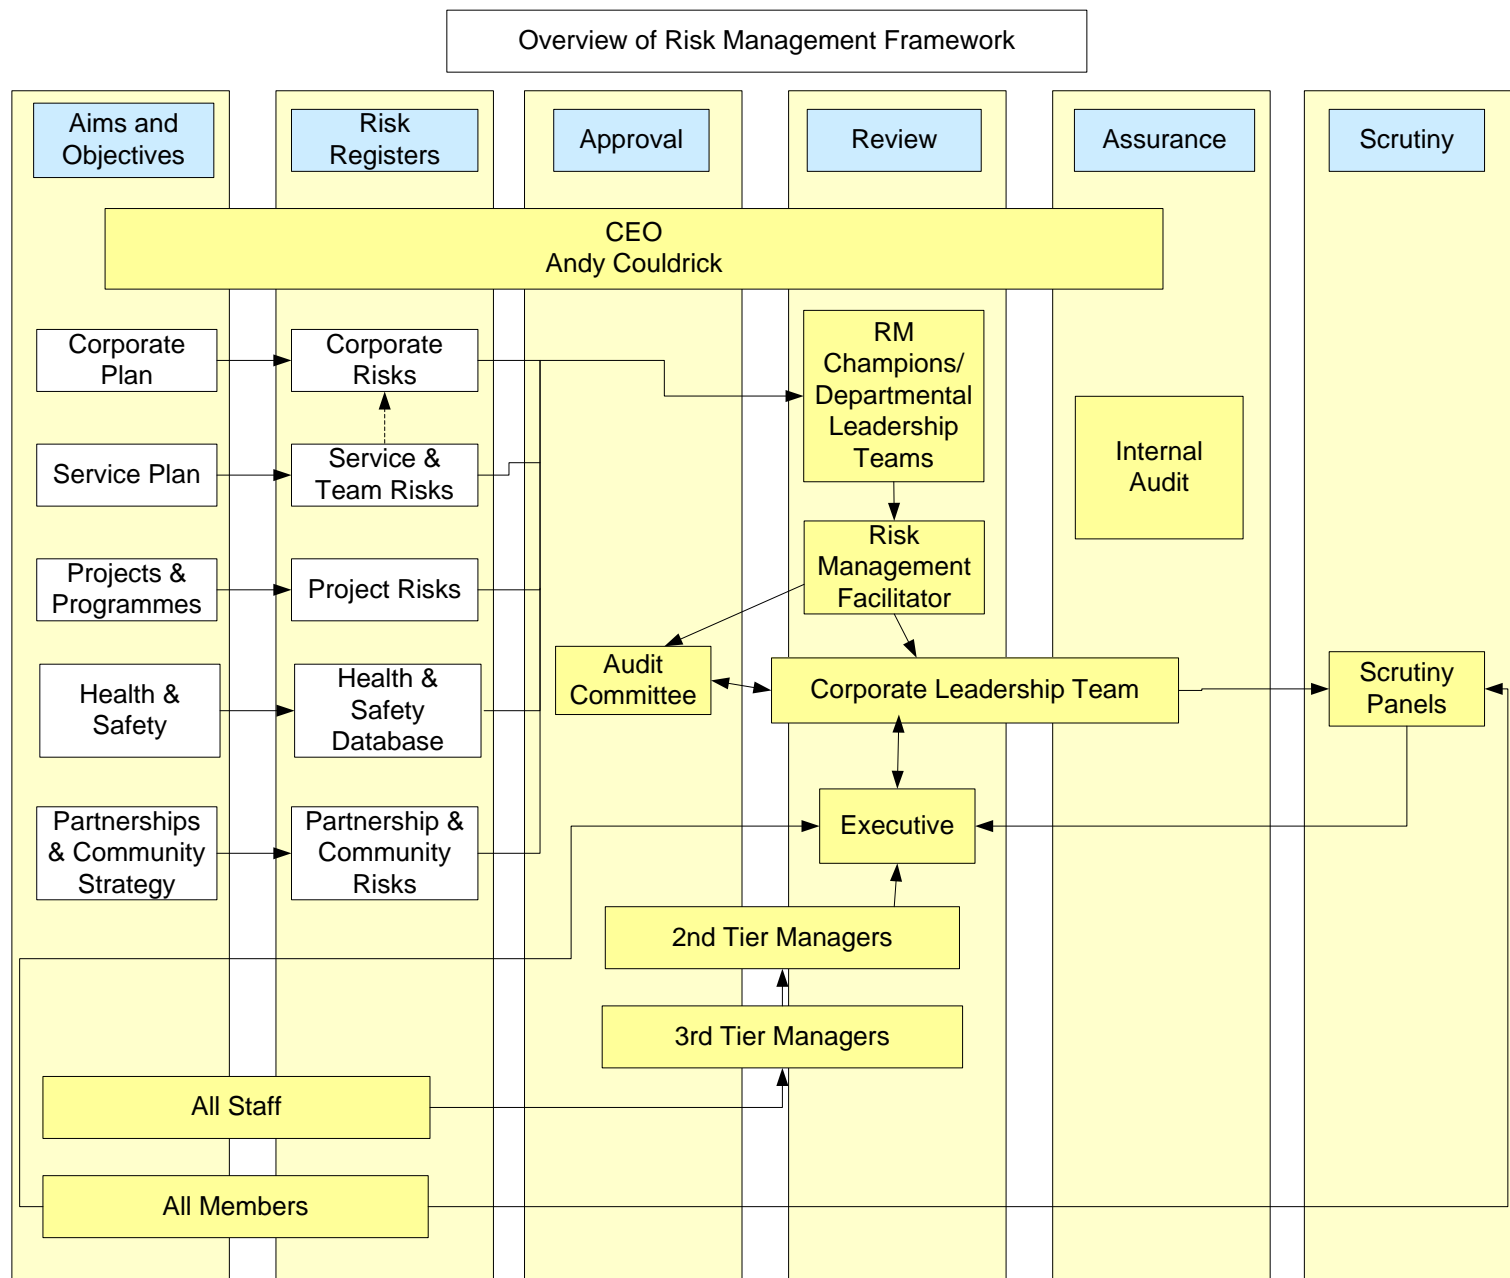 Overview of Risk Management Framework
Aims and
Objectives
Risk
Registers
Approval
Review
Assurance
Scrutiny
CEO
Andy Couldrick
Corporate
Plan
Corporate
Risks
RM
Champions/
Departmental
Leadership
Teams
Internal
Audit
Service Plan
Service &
Team Risks
Risk
Management
Facilitator
Projects &
Programmes
Project Risks
Audit
Committee
Corporate Leadership Team
Scrutiny
Panels
Health &
Safety
Health &
Safety
Database
Executive
Partnerships
& Community
Strategy
Partnership &
Community
Risks
2nd Tier Managers
3rd Tier Managers
All Staff
All Members